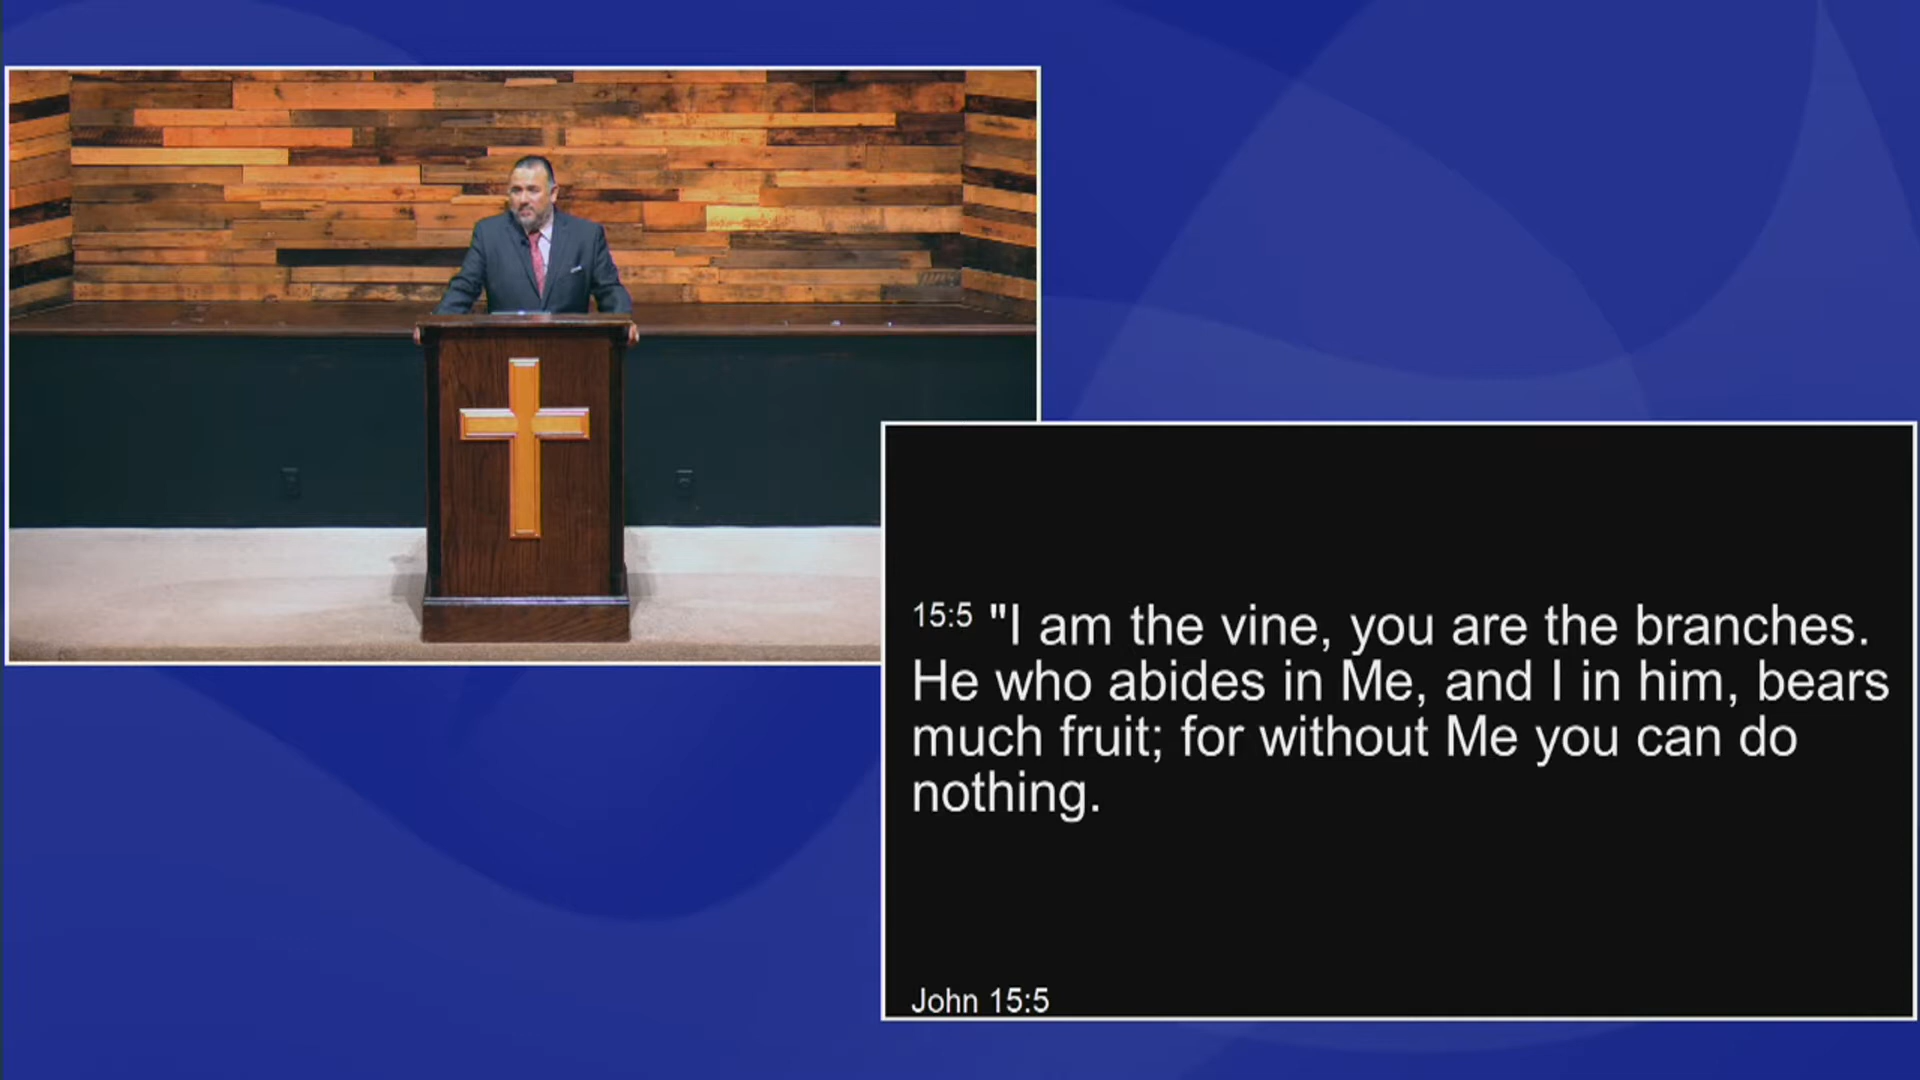 15:5 "I am the vine, you are the branches.
He who abides in Me, and I in him, bears
much fruit; for without Me you can do
nothing.
John 15:5